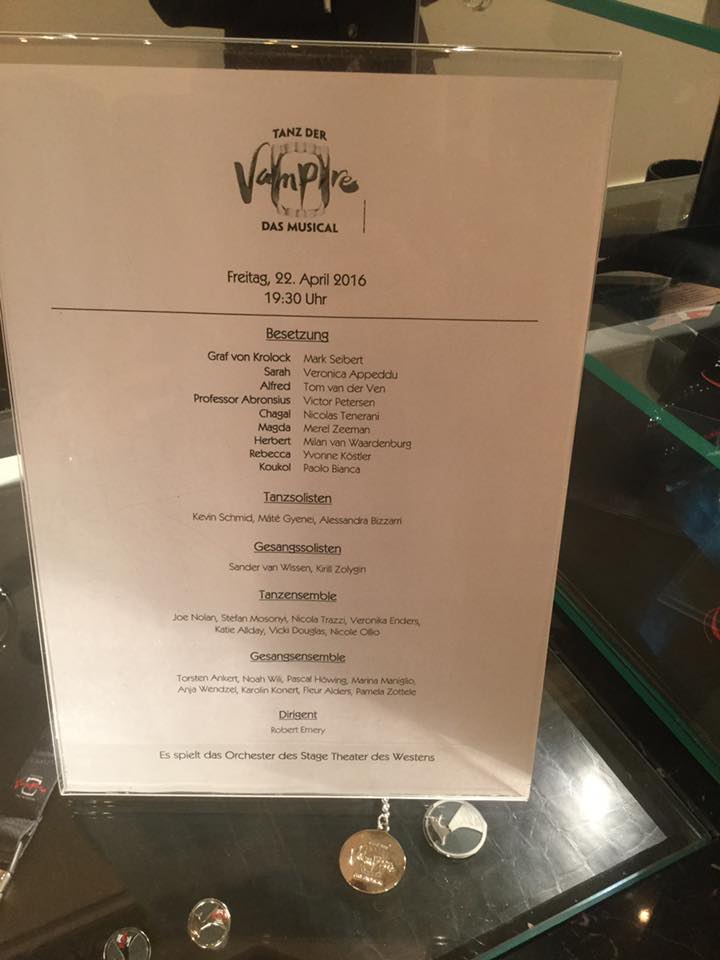 TANZ DER
Vampire
DAS MUSICAL
Freitag, 22. April 2016
19:30 Uhr
Besetzung
Graf von Krolock Mark Seibert
Sarah Veronica Appeddu
Alfred Tom van der Ven
Professor Abronsius Victor Petersen
Chagal Nicolas Tenerani
Magda Merel Zeeman
Herbert Milan van Waardenburg
Rebecca Yvonne Köstler
Koukol Paolo Bianca
Tanzsolisten
Kevin Schmid, Máté Gyenei, Alessandra Bizzarri
Gesangssolisten
Sander van Wissen, Kirill Zolygin
Tanzensemble
Joe Nolan, Stefan Mosonyi, Nicola Trazzi, Veronika Enders,
Katie Allday, Vicki Douglas, Nicole Ollio
Gesangsensemble
Torsten Ankert, Noah Wili, Pascal Höwing, Marina Maniglio,
Anja Wendzel, Karolin Konert, Fleur Alders, Pamela Zottele
Dirigent
Robert Emery
Es spielt das Orchester des Stage Theater des Westens
Vampire
Vampire